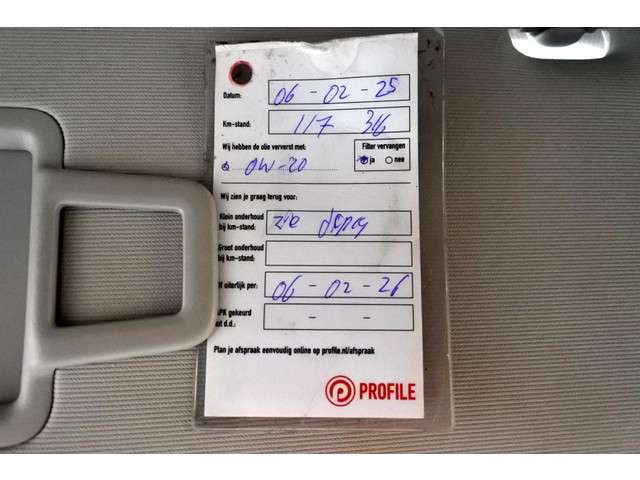 Datum: 06 - 02 - 25
Km-stand: 117 316
Wij hebben de olie ververst met: Filter vervangen
0W-20 ja nee
Wij zien je graag terug voor:
Klein onderhoud
bij km-stand: zie
Groot onderhoud
bij km-stand:
Of uiterlijk per: 06 - 02 - 26
APK gekeurd
tot d.d.: - -
Plan je afspraak eenvoudig online op profile.nl/afspraak
PROFILE